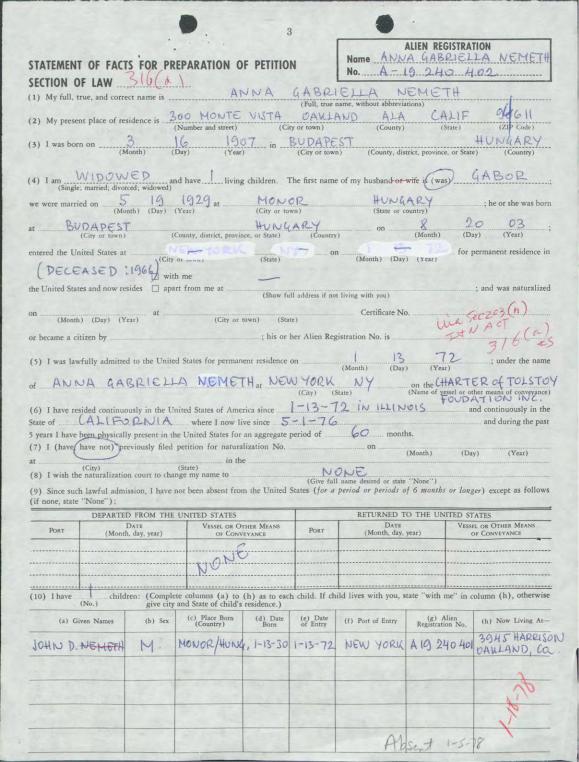 3
STATEMENT OF FACTS FOR PREPARATION OF PETITION
SECTION OF LAW 316(a)
ALIEN REGISTRATION
Name ANNA GABRIELLA NEMETH
No. A-19.240.402
(1) My full, true, and correct name is ANNA GABRIELLA NEMETH
(Full, true name, without abbreviations)
(2) My present place of residence is 300 MONTE VISTA OAKLAND ALA CALIF 94611
(Number and street) (City or town) (County) (State) (ZIP Code)
(3) I was born on 3 16 1907 in BUDAPEST HUNGARY
(Month) (Day) (Year) (City or town) (County, district, province, or State) (Country)
(4) I am WIDOWED and have 1 living children. The first name of my husband or wife is (was) GABOR ;
(Single; married; divorced; widowed)
we were married on 5 19 1929 at MONOR HUNGARY ; he or she was born
(Month) (Day) (Year) (City or town) (State or country)
at BUDAPEST HUNGARY on 8 20 03 ;
(City or town) (County, district, province, or State) (Country) (Month) (Day) (Year)
entered the United States at NEW YORK NY on 1 72 for permanent residence in
(City or town) (State) (Month) (Day) (Year)
(DECEASED: 1966) with me
the United States and now resides apart from me at ; and was naturalized
(Show full address if not living with you)
on at Certificate No.
(Month) (Day) (Year) (City or town) (State)
via Sec 203(h)
I&N ACT
316(a)
or became a citizen by ; his or her Alien Registration No. is
(5) I was lawfully admitted to the United States for permanent residence on 1 13 72 ; under the name
(Month) (Day) (Year)
of ANNA GABRIELLA NEMETH at NEW YORK NY on the CHARTER OF TOLSTOY
(City) (State) (Name of vessel or other means of conveyance)
FOUDATION INC.
(6) I have resided continuously in the United States of America since 1-13-72 IN ILLINOIS and continuously in the
State of CALIFORNIA where I now live since 5-1-76 and during the past
5 years I have been physically present in the United States for an aggregate period of 60 months.
(7) I (have) (have not) previously filed petition for naturalization No. on
(Month) (Day) (Year)
at in the
(City) (State)
(8) I wish the naturalization court to change my name to NONE
(Give full name desired or state "None")
(9) Since such lawful admission, I have not been absent from the United States (for a period or periods of 6 months or longer) except as follows
(if none, state "None"):
DEPARTED FROM THE UNITED STATES RETURNED TO THE UNITED STATES
PORT DATE (Month, day, year) VESSEL OR OTHER MEANS OF CONVEYANCE PORT DATE (Month, day, year) VESSEL OR OTHER MEANS OF CONVEYANCE
NONE
(10) I have 1 children: (Complete columns (a) to (h) as to each child. If child lives with you, state "with me" in column (h), otherwise
(No.) give city and State of child's residence.)
(a) Given Names (b) Sex (c) Place Born (Country) (d) Date Born (e) Date of Entry (f) Port of Entry (g) Alien Registration No. (h) Now Living At—
JOHN D. NEMETH M MONOR/HUNG. 1-13-30 1-13-72 NEW YORK A 19 240 401 3945 HARRISON
OAKLAND, Ca.
1-18-78
Absent 1-5-78